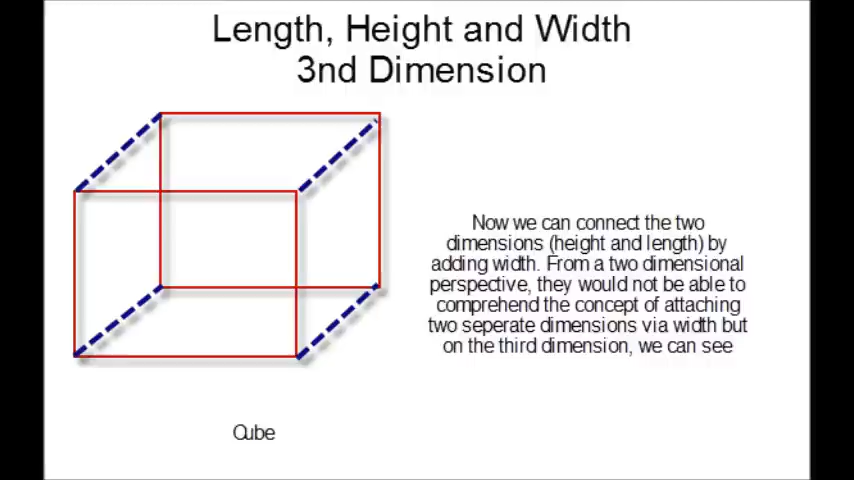 Length, Height and Width
3nd Dimension
Now we can connect the two
dimensions (height and length) by
adding width. From a two dimensional
perspective, they would not be able to
comprehend the concept of attaching
two seperate dimensions via width but
on the third dimension, we can see
Cube